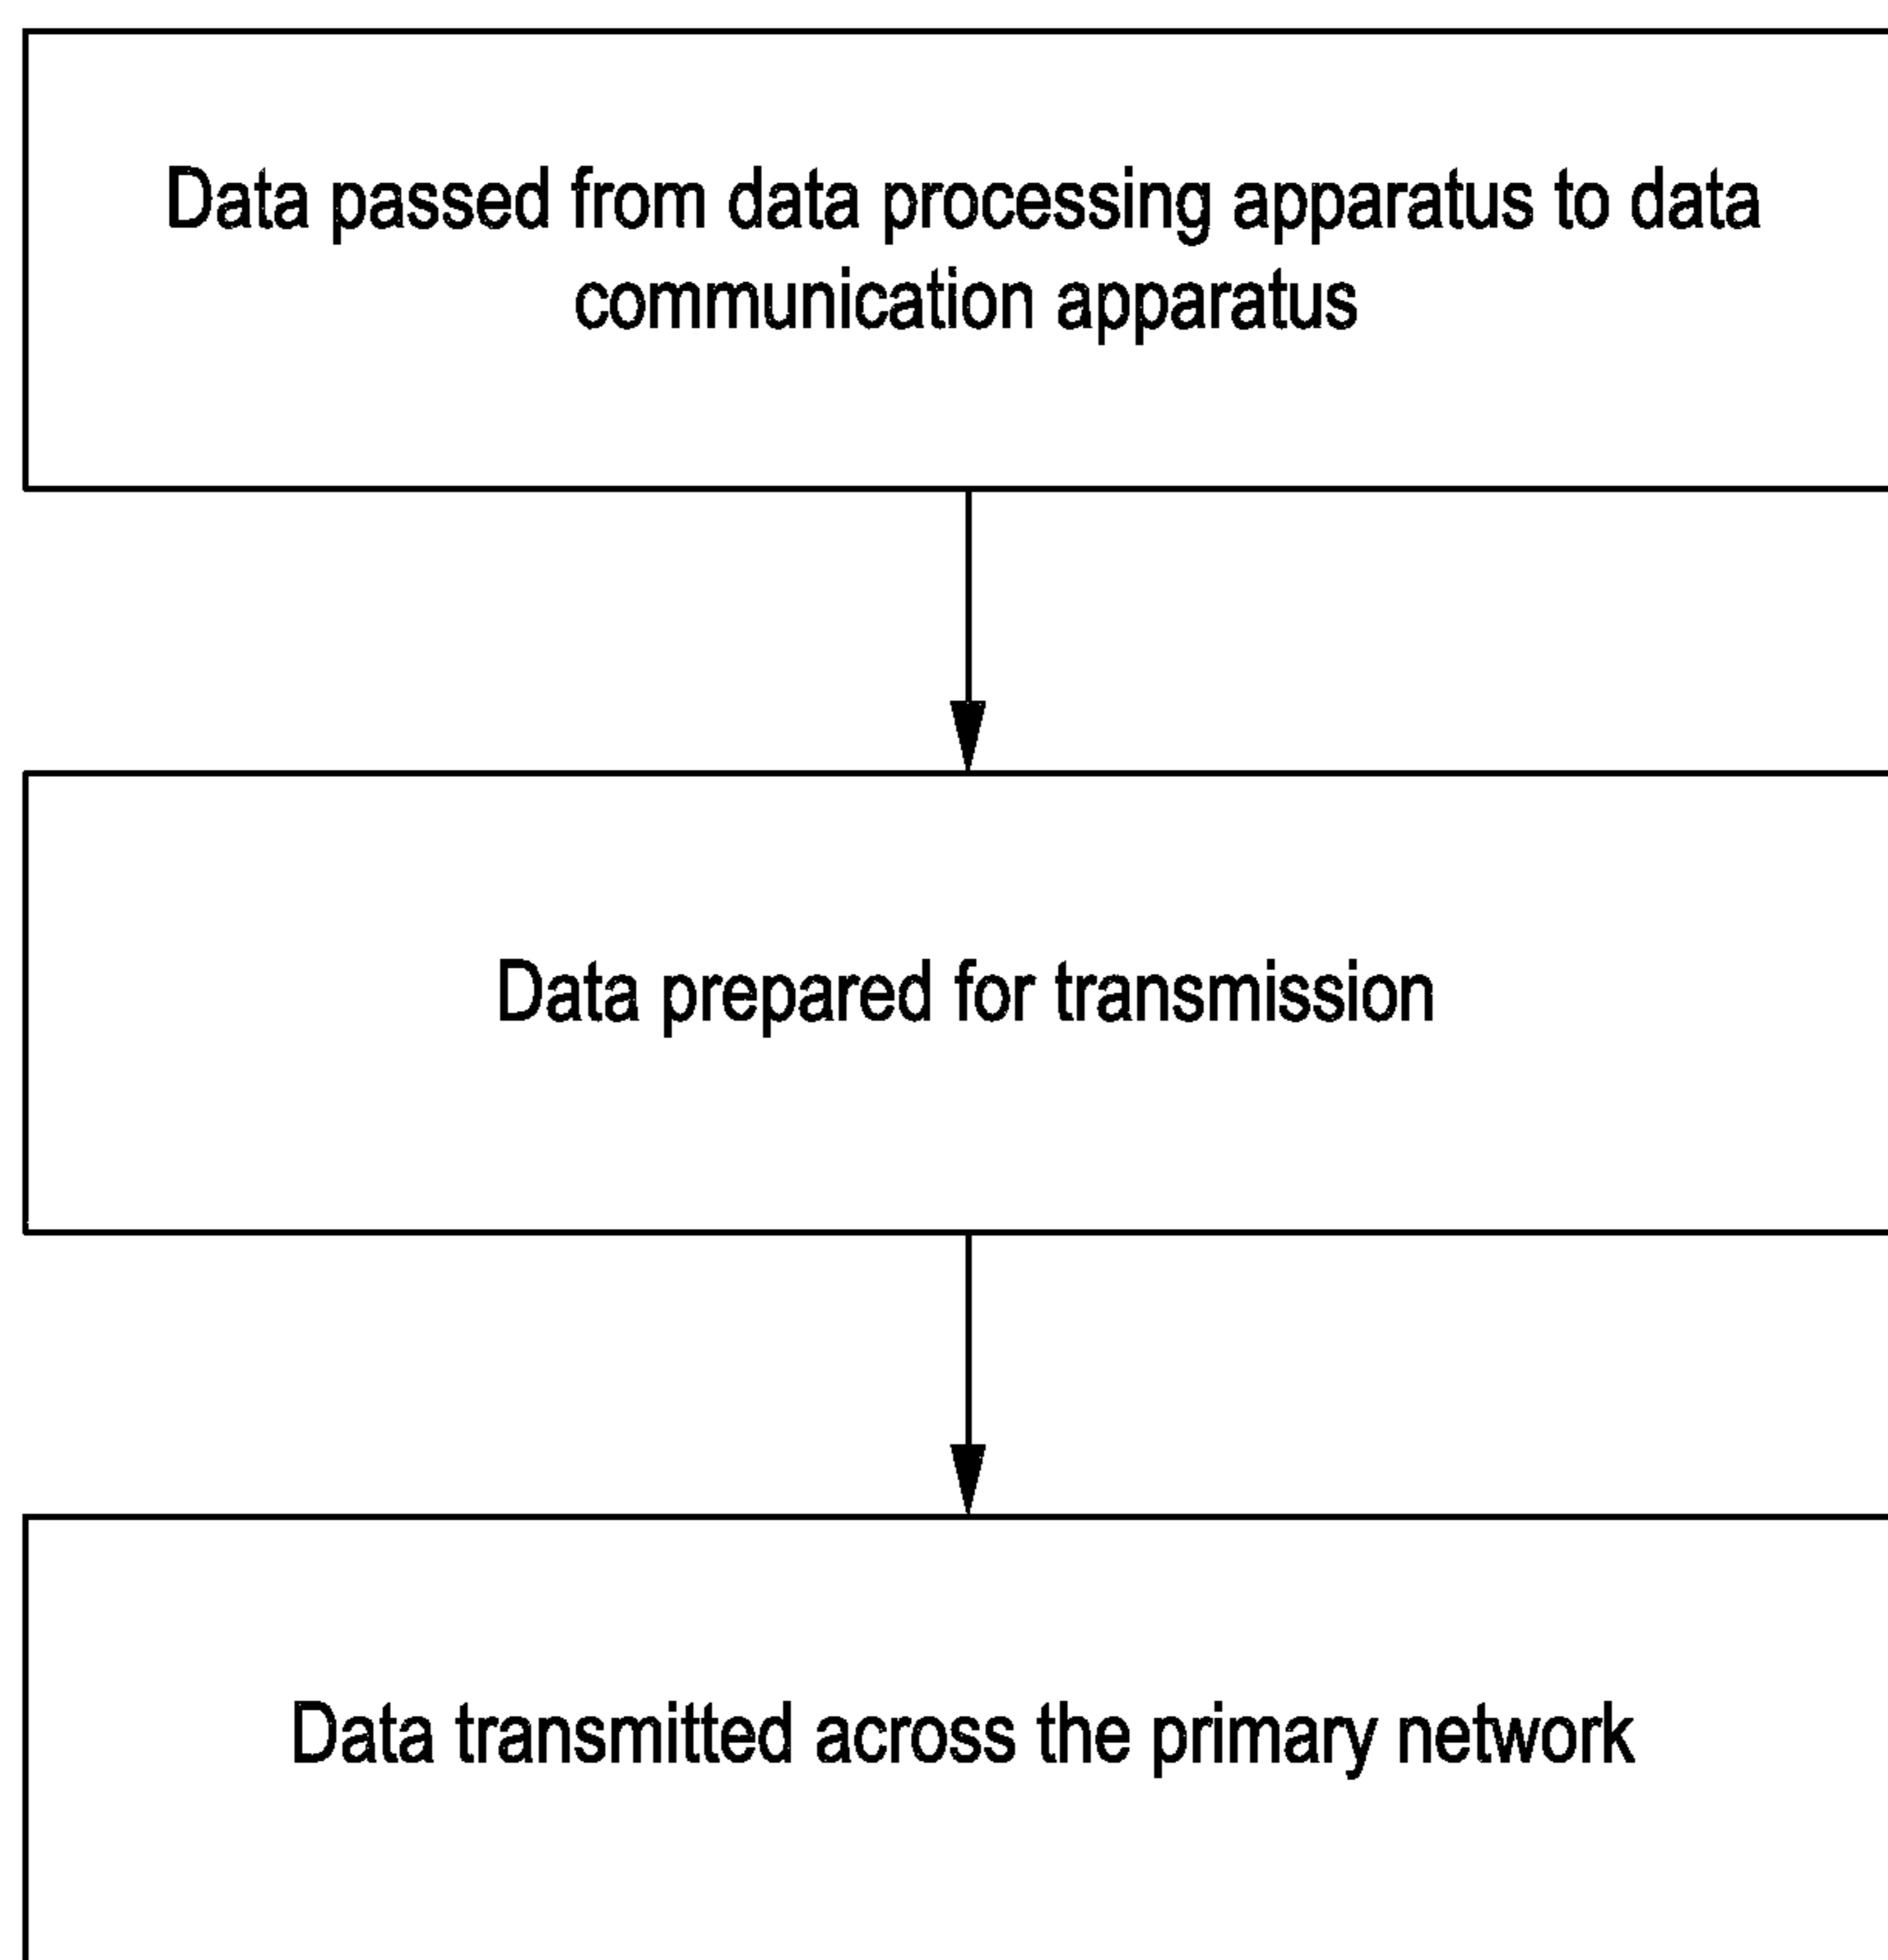 Data passed from data processing apparatus to data
communication apparatus
Data prepared for transmission
Data transmitted across the primary network